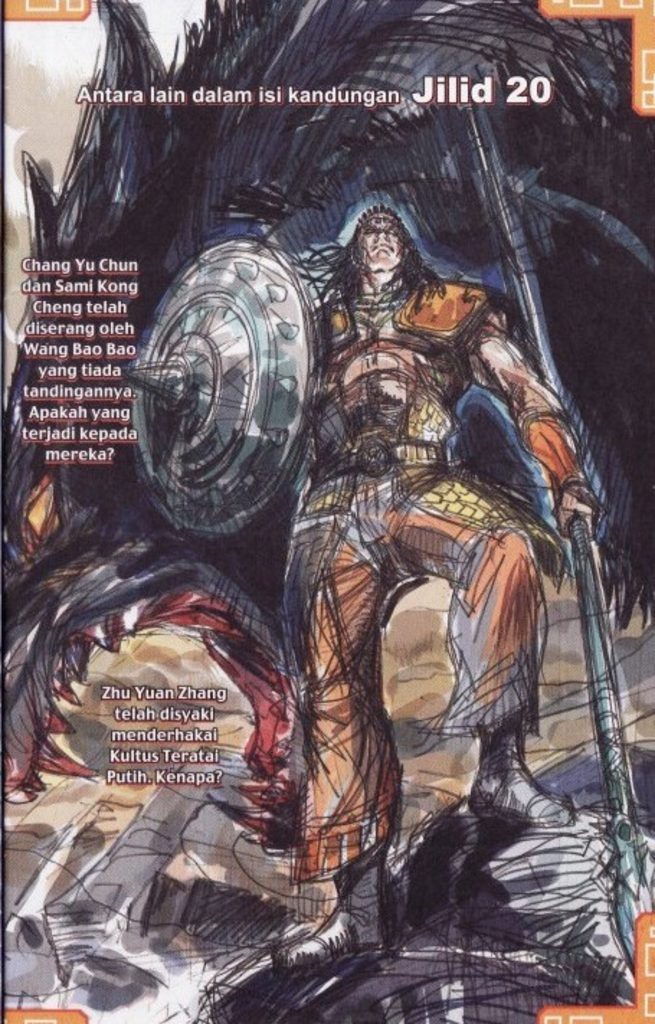 Antara lain dalam isi kandungan Jilid 20
Chang Yu Chun
dan Sami Kong
Cheng telah
diserang oleh
Wang Bao Bao
yang tiada
tandingannya.
Apakah yang
terjadi kepada
mereka?
Zhu Yuan Zhang
telah disyaki
menderhakai
Kultus Teratai
Putih. Kenapa?